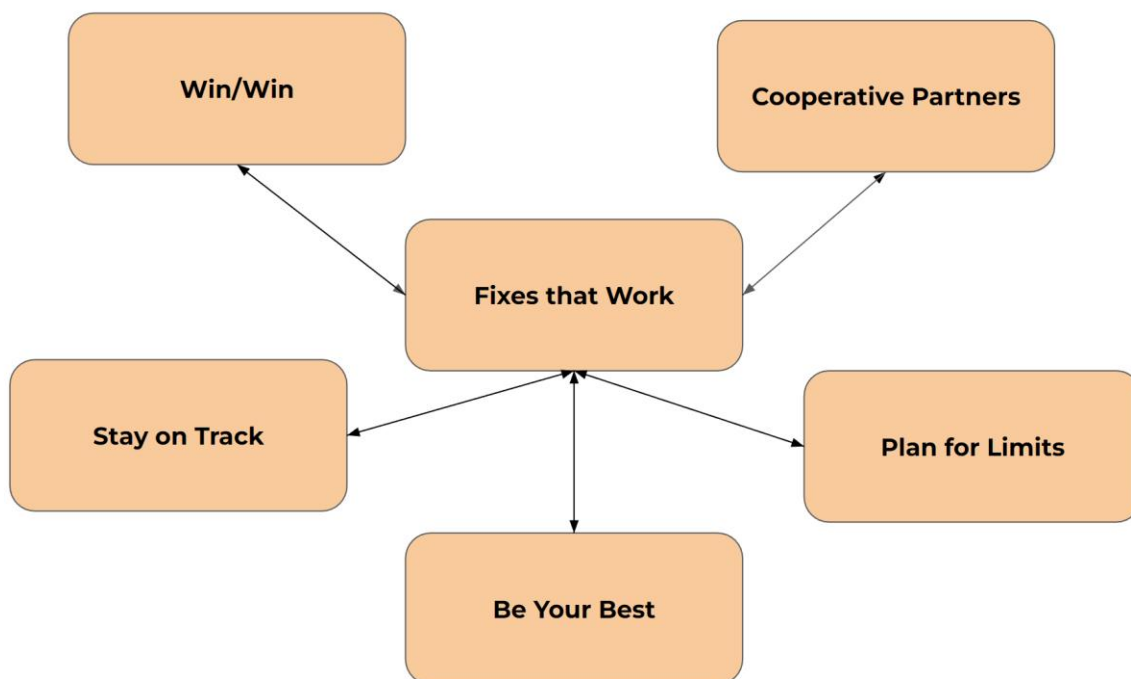 Win/Win
Cooperative Partners
Fixes that Work
Stay on Track
Plan for Limits
Be Your Best